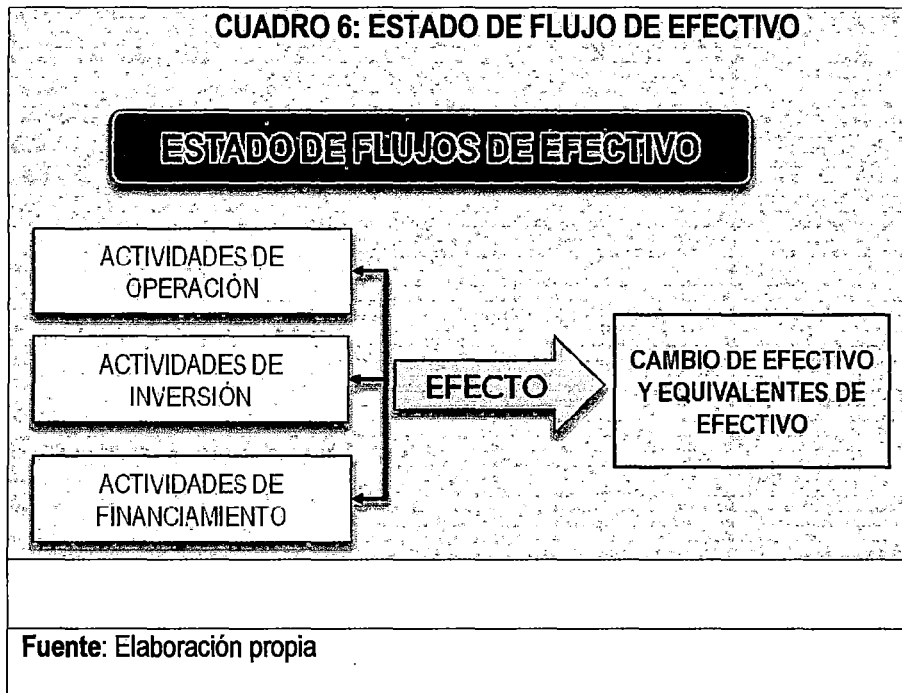 CUADRO 6: ESTADO DE FLUJO DE EFECTIVO
ESTADO DE FLUJOS DE EFECTIVO
ACTIVIDADES DE
OPERACIÓN
ACTIVIDADES DE
INVERSIÓN
ACTIVIDADES DE
FINANCIAMIENTO
EFECTO
CAMBIO DE EFECTIVO
Y EQUIVALENTES DE
EFECTIVO
Fuente: Elaboración propia